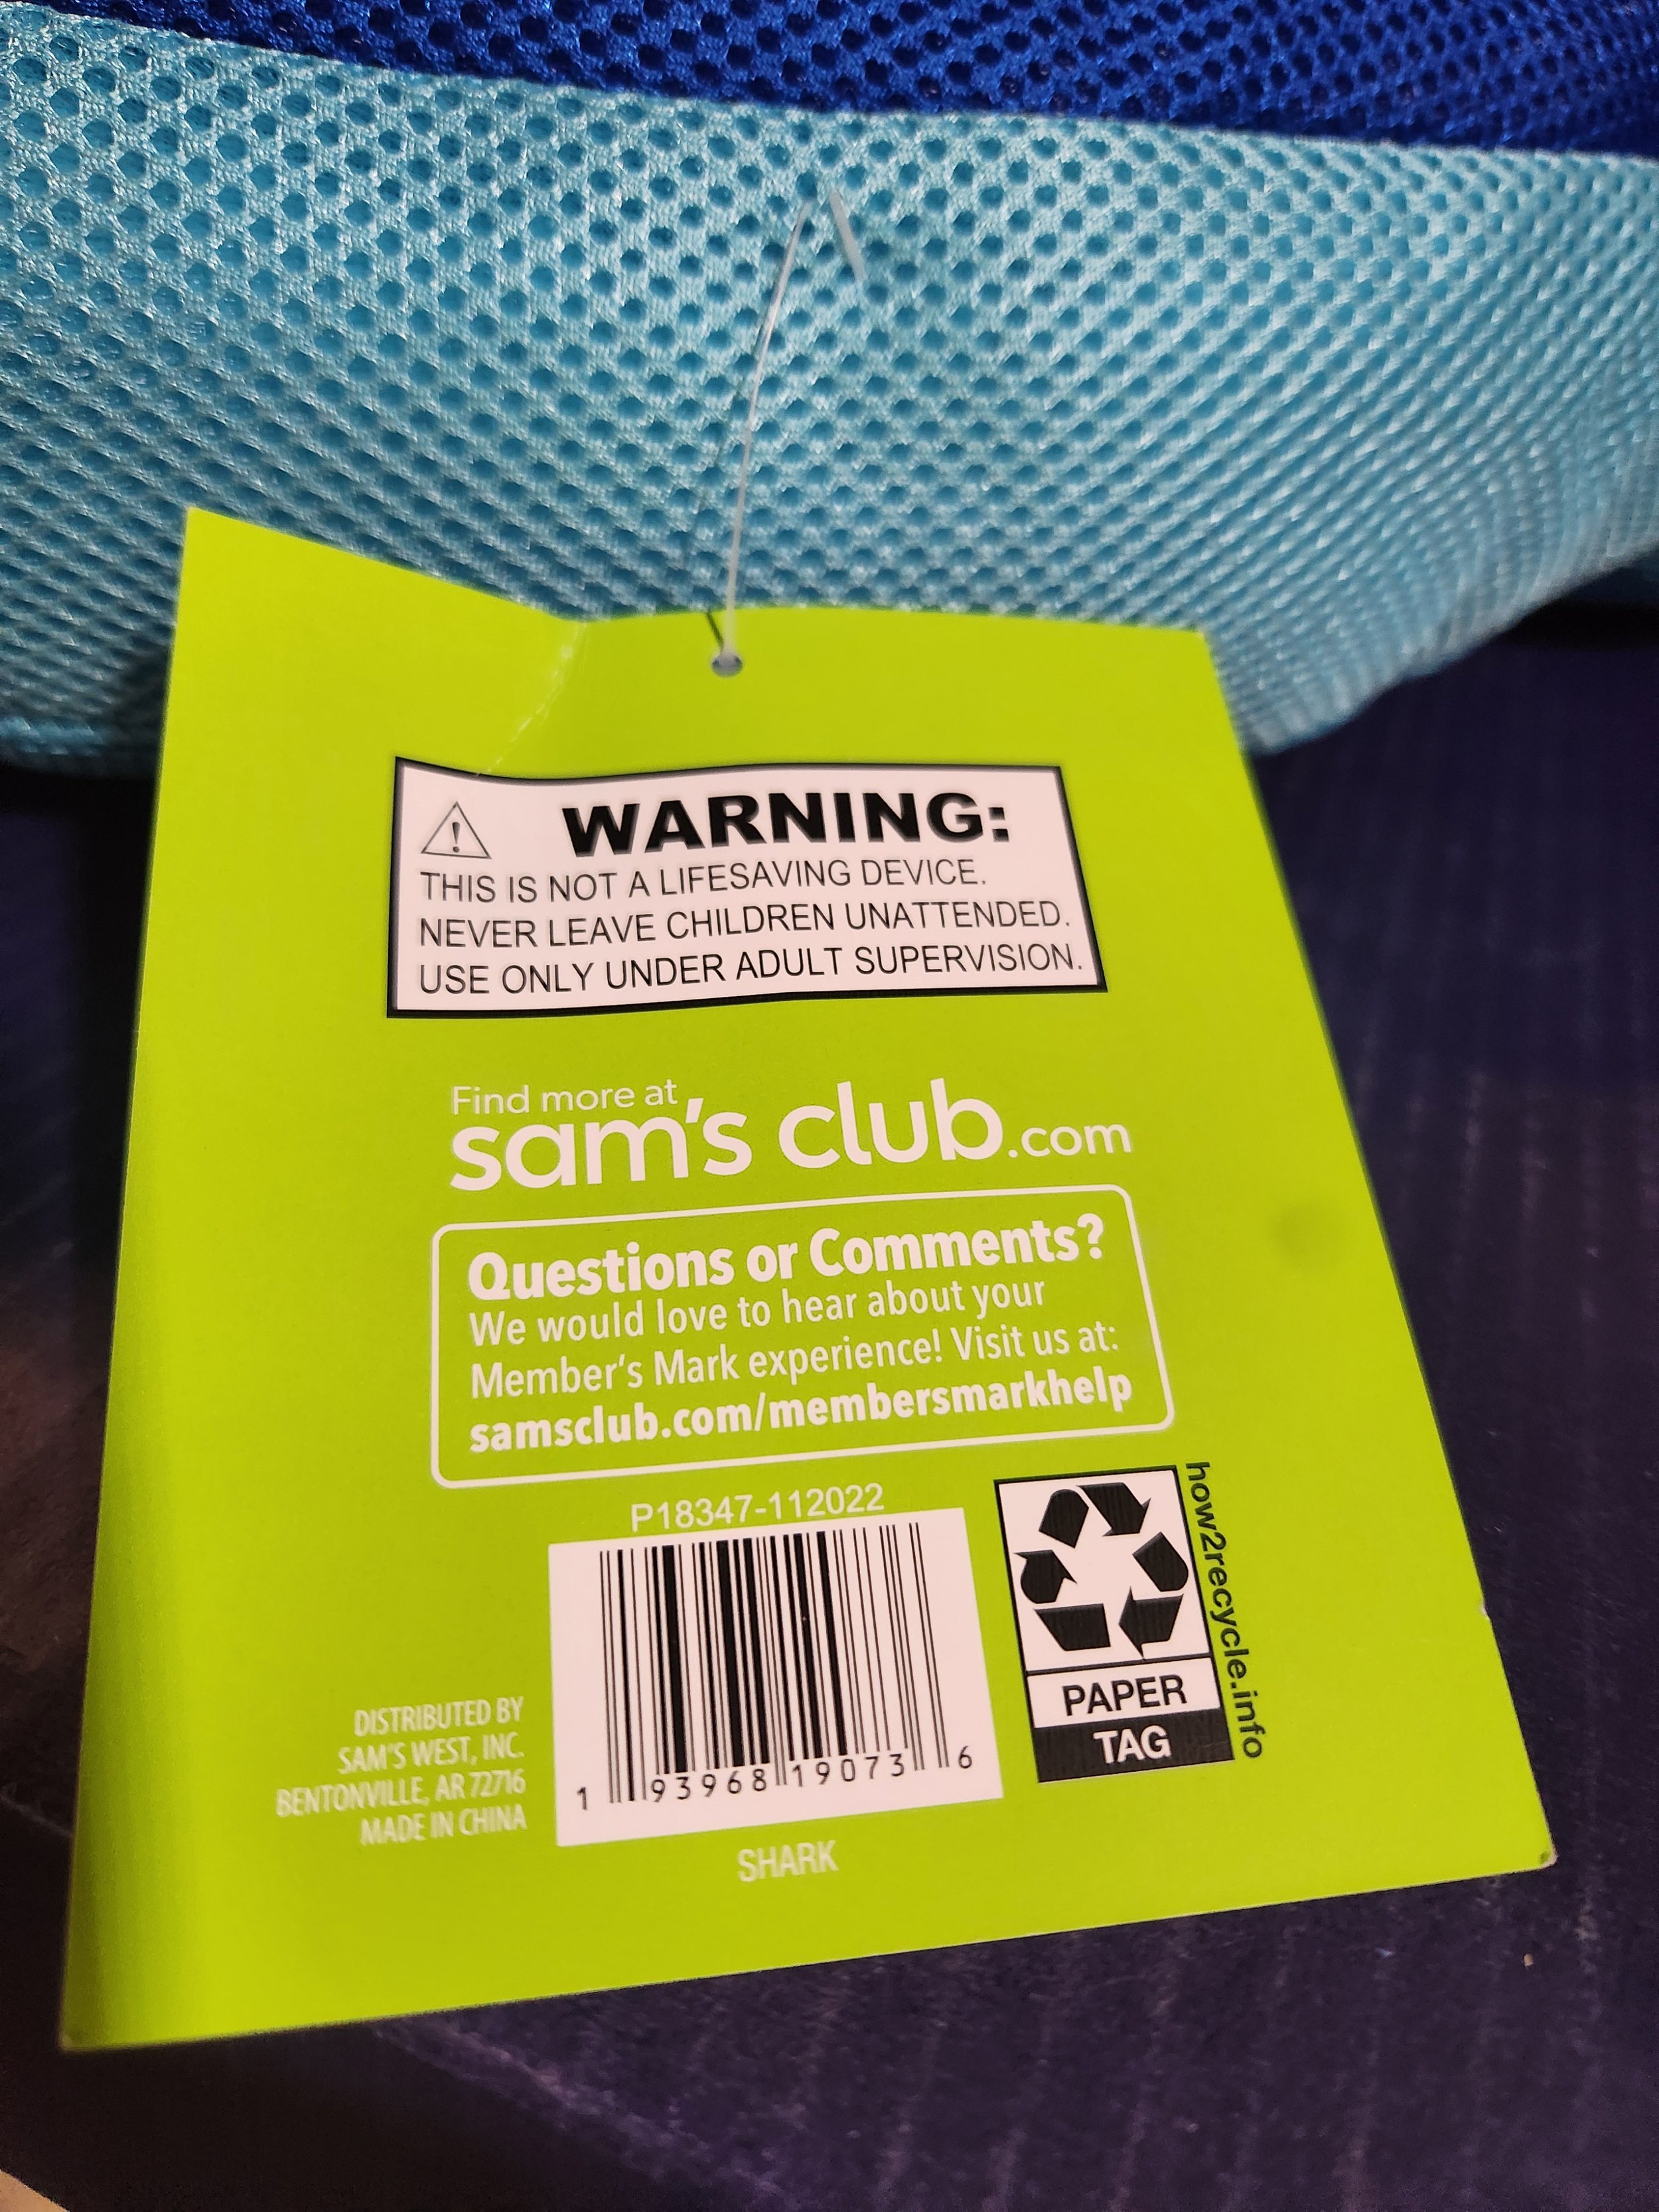 WARNING:
THIS IS NOT A LIFESAVING DEVICE.
NEVER LEAVE CHILDREN UNATTENDED.
USE ONLY UNDER ADULT SUPERVISION.
Find more at
sam's club.com
Questions or Comments?
We would love to hear about your
Member's Mark experience! Visit us at:
samsclub.com/membersmarkhelp
P18347-112022
1 93968 19073 6
SHARK
DISTRIBUTED BY
SAM'S WEST, INC.
BENTONVILLE, AR 72716
MADE IN CHINA
PAPER
TAG
how2recycle.info